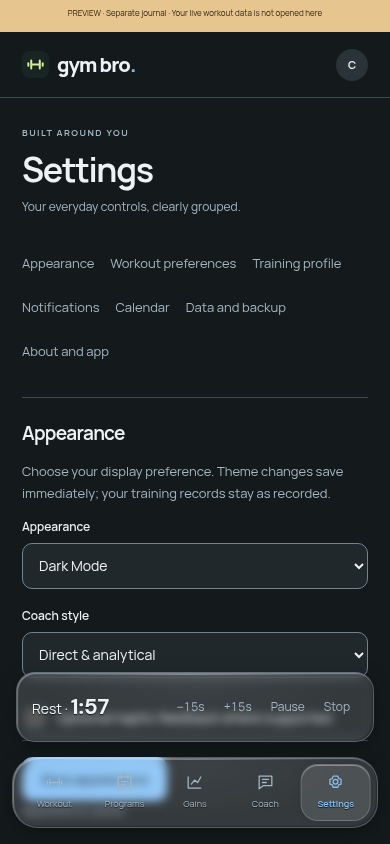 PREVIEW · Separate journal · Your live workout data is not opened here
gym bro.
C
BUILT AROUND YOU
Settings
Your everyday controls, clearly grouped.
Appearance Workout preferences Training profile
Notifications Calendar Data and backup
About and app
Appearance
Choose your display preference. Theme changes save
immediately; your training records stay as recorded.
Appearance
Dark Mode
Coach style
Direct & analytical
Rest · 1:57 −15s +15s Pause Stop
Workout Programs Gains Coach Settings